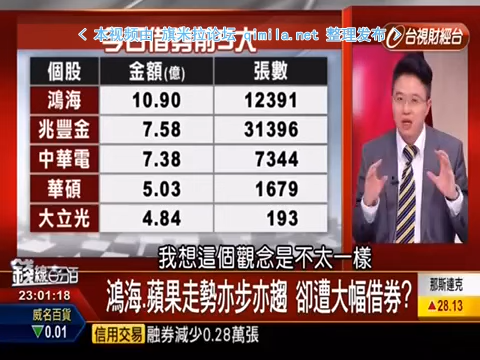 今日借券前5大
< 本视频由 旗米拉论坛 qimila.net 整理发布 >
台視財經台
個股 金額(億) 張數
鴻海 10.90 12391
兆豐金 7.58 31396
中華電 7.38 7344
華碩 5.03 1679
大立光 4.84 193
我想這個觀念是不太一樣
錢線百分百
鴻海.蘋果走勢亦步亦趨 卻遭大幅借券?
23:01:18
那斯達克
▲28.13
威名百貨
▼0.01
信用交易 融券減少0.28萬張